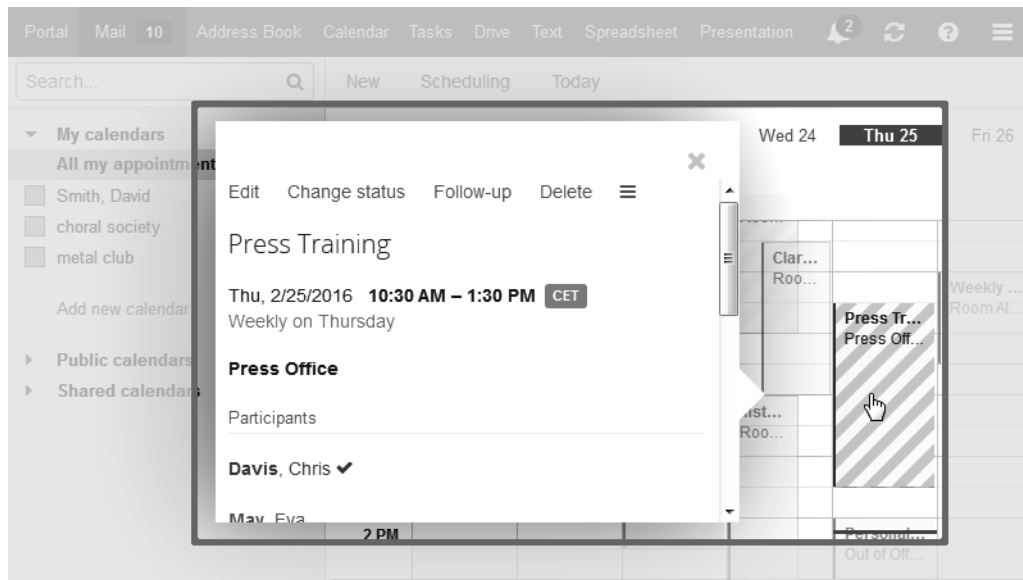 Portal Mail 10 Address Book Calendar Tasks Drive Text Spreadsheet Presentation 2
Search... New Scheduling Today
My calendars
All my appointment
Smith, David
choral society
metal club
Add new calendar
Public calendars
Shared calendars
Edit Change status Follow-up Delete
Press Training
Thu, 2/25/2016 10:30 AM – 1:30 PM CET
Weekly on Thursday
Press Office
Participants
Davis, Chris
May, Eva
2 PM
Wed 24 Thu 25 Fri 26
Clar...
Roo...
Press Tr...
Press Off...
Weekly ...
Room Al...
Roo...
Personal...
Out of Off...